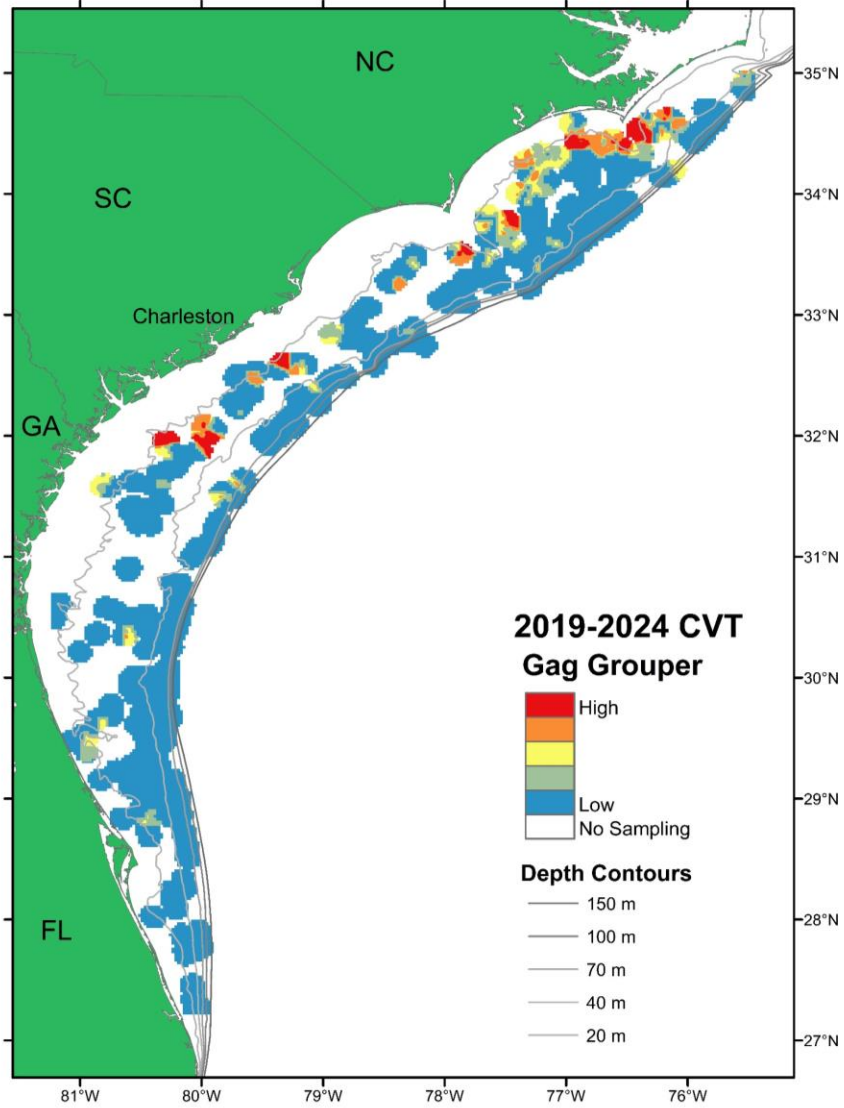 NC
SC
Charleston
GA
FL
35°N
34°N
33°N
32°N
31°N
30°N
29°N
28°N
27°N
2019-2024 CVT
Gag Grouper
High
Low
No Sampling
Depth Contours
150 m
100 m
70 m
40 m
20 m
81°W 80°W 79°W 78°W 77°W 76°W